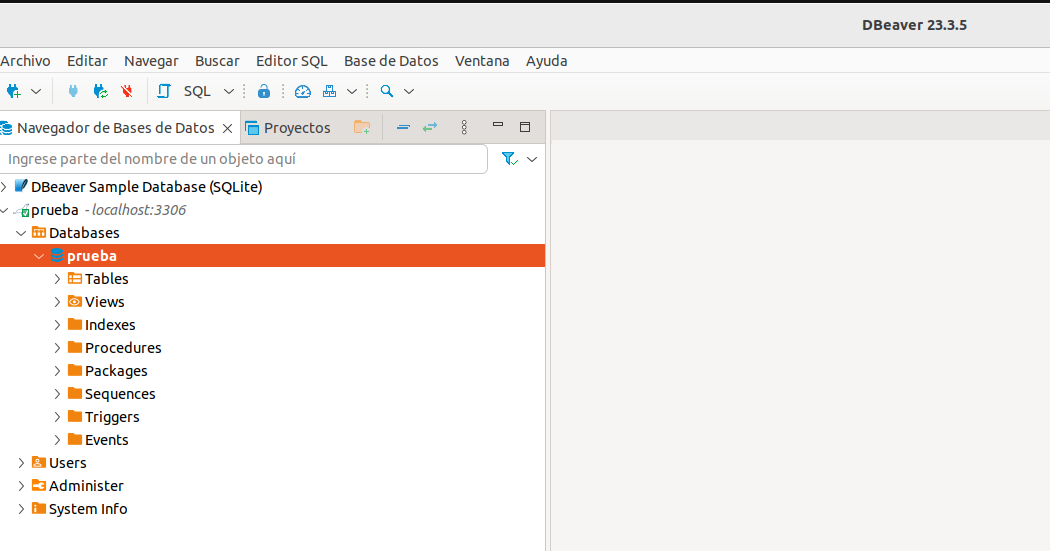 DBeaver 23.3.5
Archivo Editar Navegar Buscar Editor SQL Base de Datos Ventana Ayuda
SQL
Navegador de Bases de Datos Proyectos
Ingrese parte del nombre de un objeto aquí
DBeaver Sample Database (SQLite)
prueba - localhost:3306
Databases
prueba
Tables
Views
Indexes
Procedures
Packages
Sequences
Triggers
Events
Users
Administer
System Info